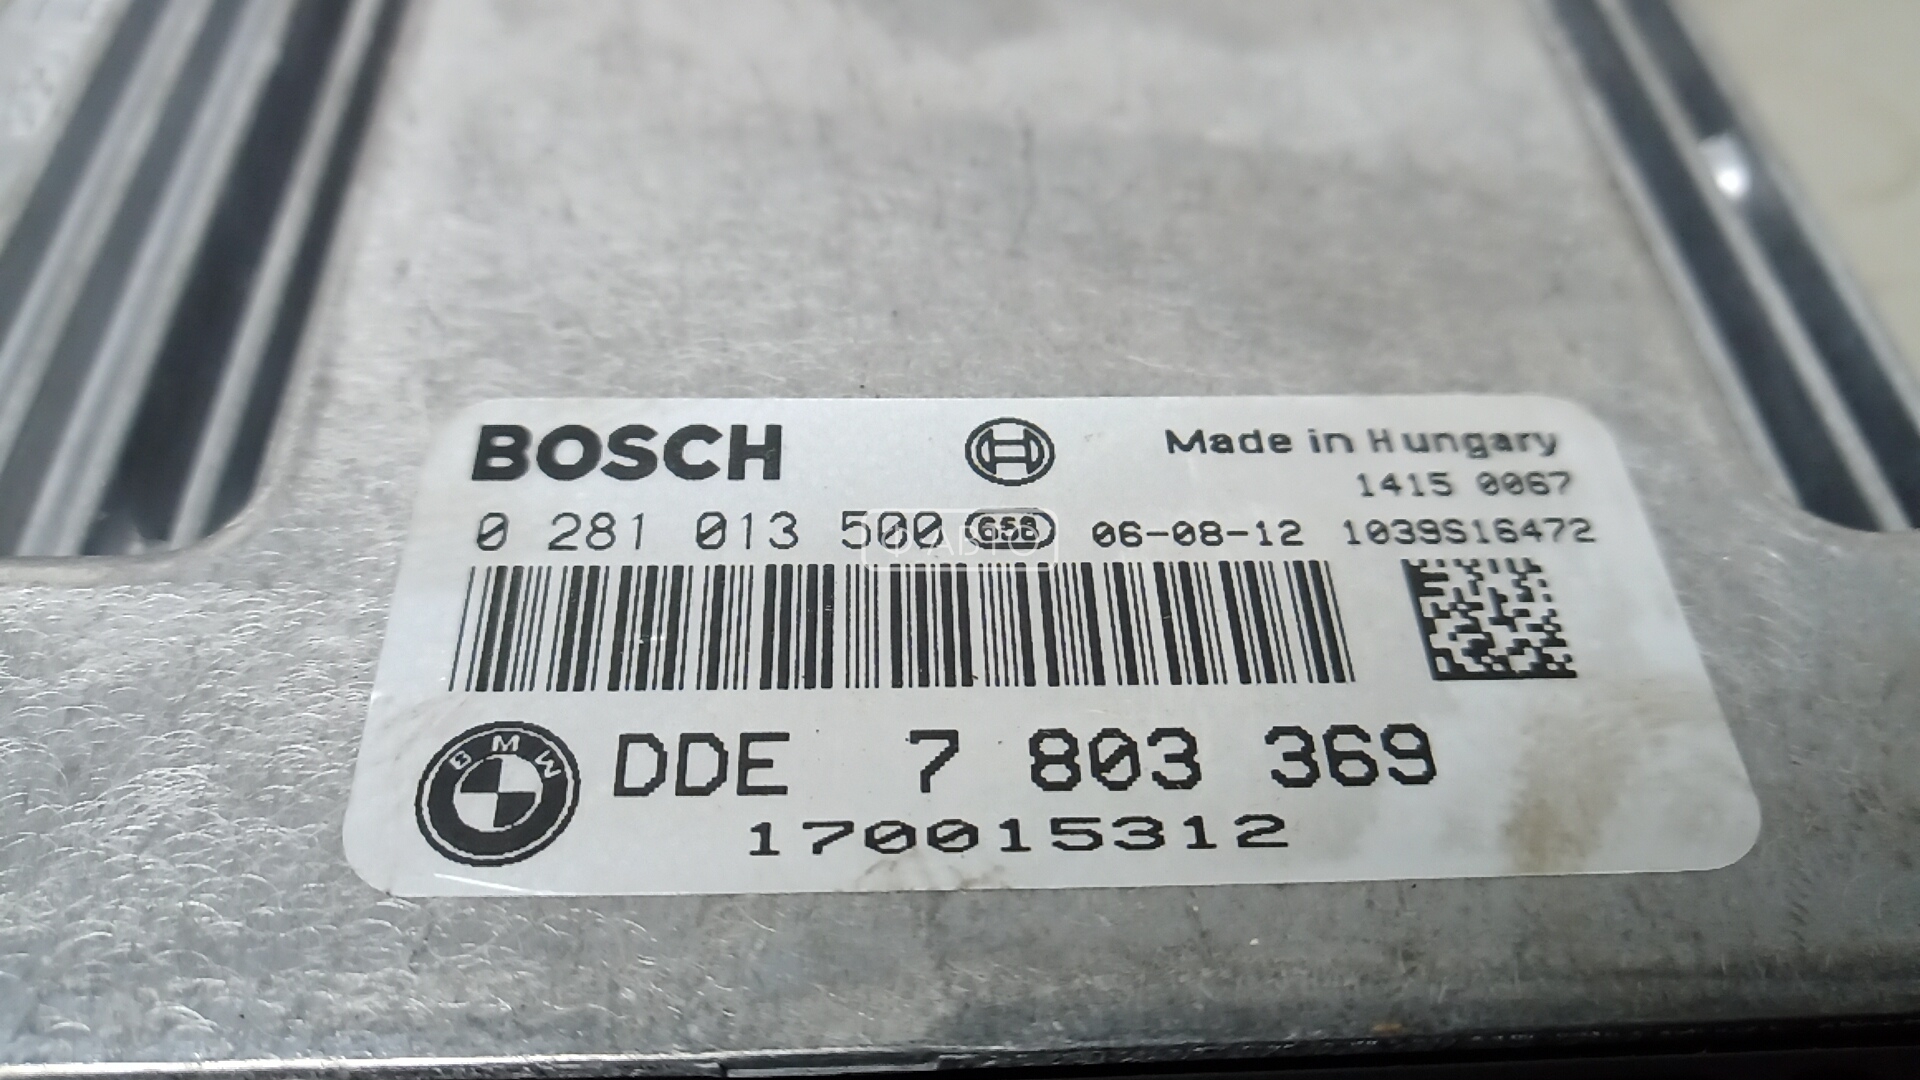 BOSCH
Made in Hungary
1415 0067
0 281 013 500 658 06-08-12 1039S16472
BMW DDE 7 803 369
170015312